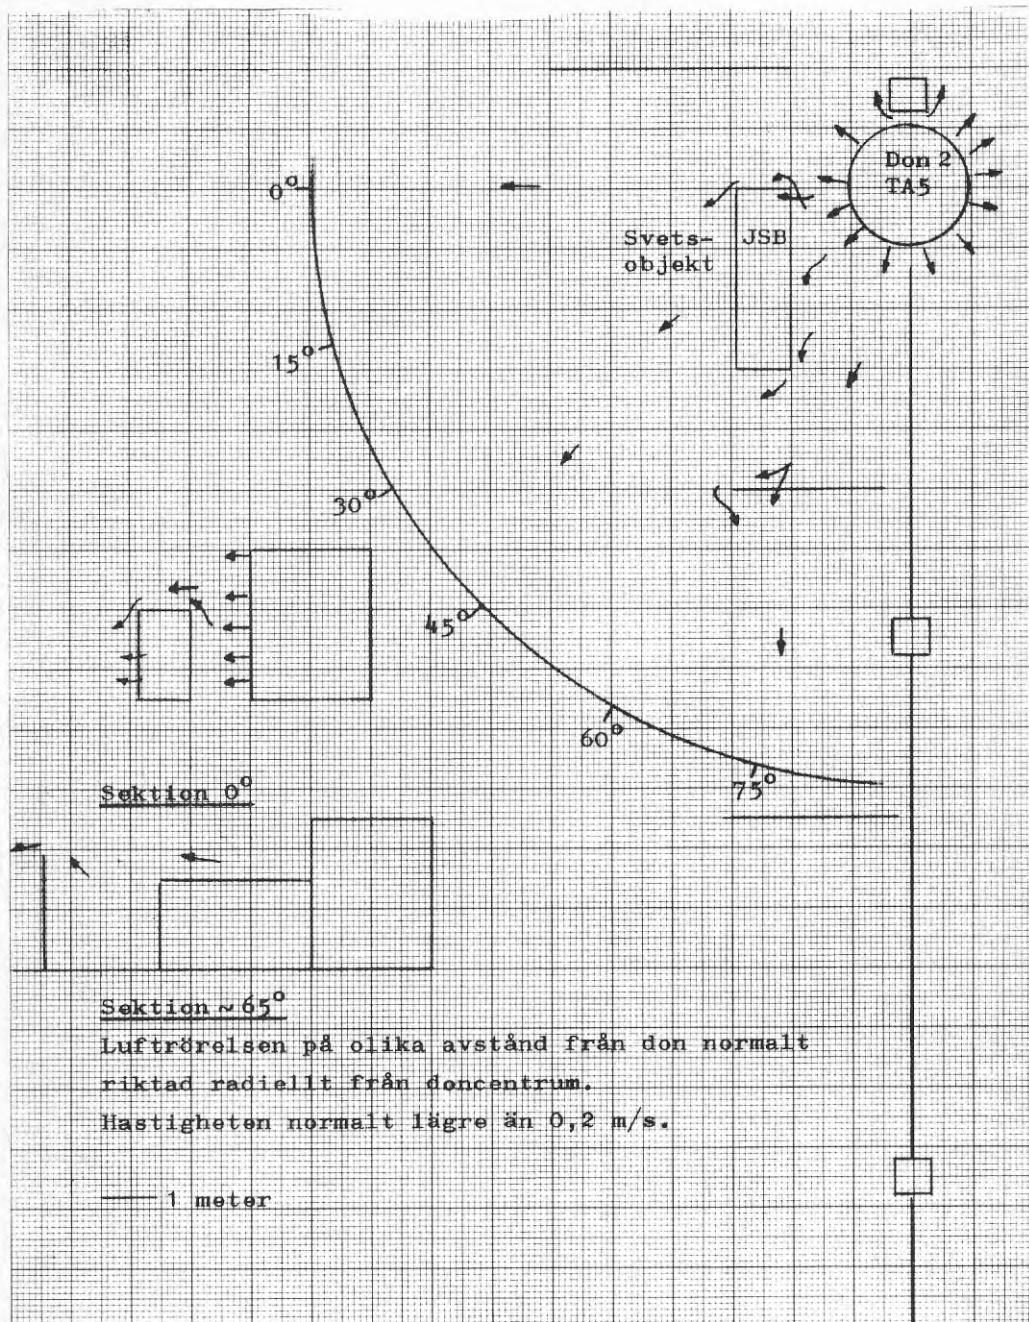 Don 2
TA5
0°
Svets-
objekt
JSB
15°
30°
45°
60°
75°
Sektion 0°
Sektion ~ 65°
Luftrörelsen på olika avstånd från don normalt
riktad radiellt från doncentrum.
Hastigheten normalt lägre än 0,2 m/s.
1 meter